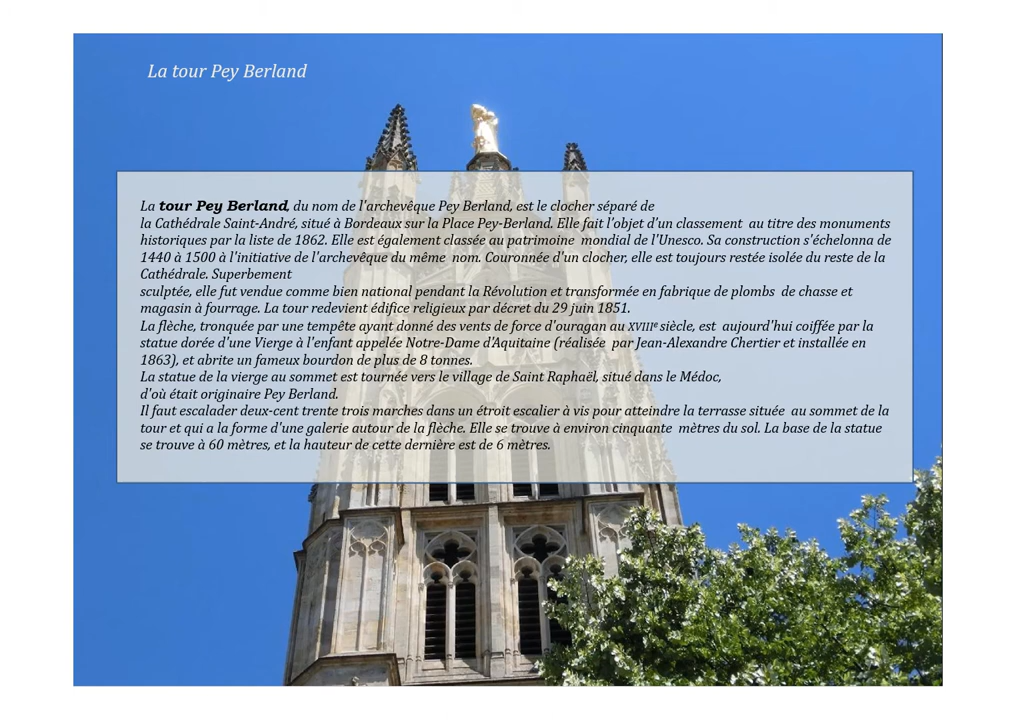 La tour Pey Berland
La tour Pey Berland, du nom de l'archevêque Pey Berland, est le clocher séparé de
la Cathédrale Saint-André, situé à Bordeaux sur la Place Pey-Berland. Elle fait l'objet d'un classement au titre des monuments
historiques par la liste de 1862. Elle est également classée au patrimoine mondial de l'Unesco. Sa construction s'échelonna de
1440 à 1500 à l'initiative de l'archevêque du même nom. Couronnée d'un clocher, elle est toujours restée isolée du reste de la
Cathédrale. Superbement
sculptée, elle fut vendue comme bien national pendant la Révolution et transformée en fabrique de plombs de chasse et
magasin à fourrage. La tour redevient édifice religieux par décret du 29 juin 1851.
La flèche, tronquée par une tempête ayant donné des vents de force d'ouragan au XVIIIe siècle, est aujourd'hui coiffée par la
statue dorée d'une Vierge à l'enfant appelée Notre-Dame d'Aquitaine (réalisée par Jean-Alexandre Chertier et installée en
1863), et abrite un fameux bourdon de plus de 8 tonnes.
La statue de la vierge au sommet est tournée vers le village de Saint Raphaël, situé dans le Médoc,
d'où était originaire Pey Berland.
Il faut escalader deux-cent trente trois marches dans un étroit escalier à vis pour atteindre la terrasse située au sommet de la
tour et qui a la forme d'une galerie autour de la flèche. Elle se trouve à environ cinquante mètres du sol. La base de la statue
se trouve à 60 mètres, et la hauteur de cette dernière est de 6 mètres.